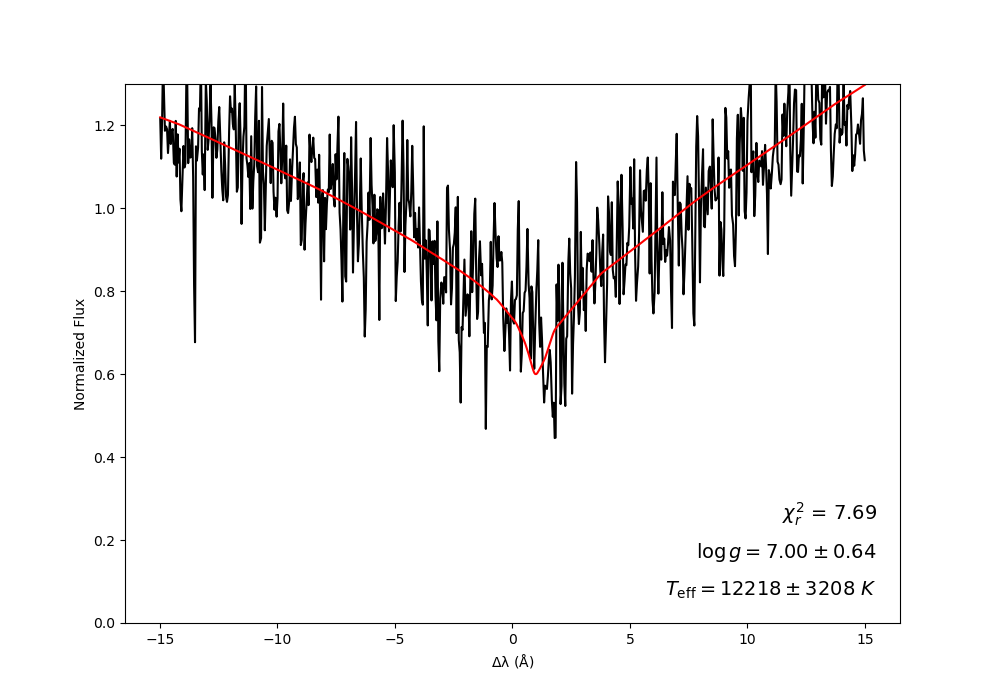 Normalized Flux
1.2
1.0
0.8
0.6
0.4
0.2
0.0
χ²ᵣ = 7.69
log g = 7.00 ± 0.64
T_eff = 12218 ± 3208 K
−15 −10 −5 0 5 10 15
Δλ (Å)